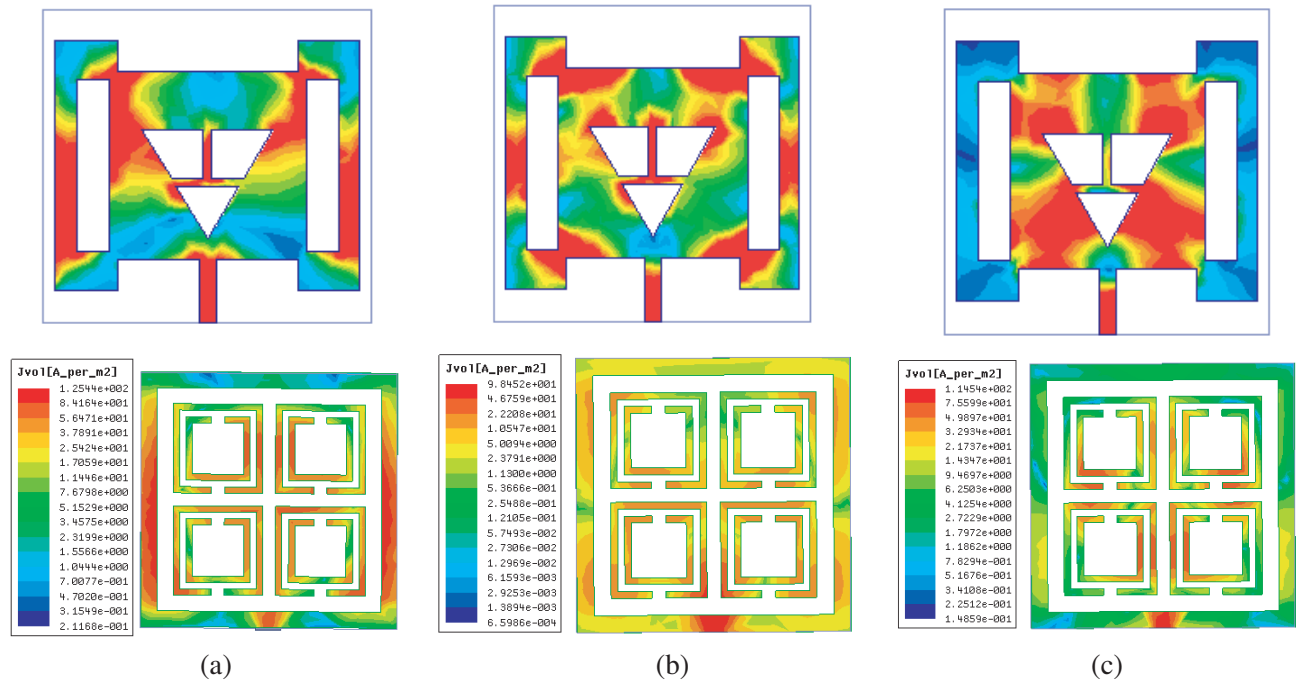 Jvol[A_per_m2]
1.2544e+002
8.4164e+001
5.6471e+001
3.7891e+001
2.5424e+001
1.7059e+001
1.1446e+001
7.6798e+000
5.1529e+000
3.4575e+000
2.3199e+000
1.5566e+000
1.0444e+000
7.0077e-001
4.7020e-001
3.1549e-001
2.1168e-001
Jvol[A_per_m2]
9.8452e+001
4.6759e+001
2.2208e+001
1.0547e+001
5.0094e+000
2.3791e+000
1.1300e+000
5.3666e-001
2.5488e-001
1.2105e-001
5.7493e-002
2.7306e-002
1.2969e-002
6.1593e-003
2.9253e-003
1.3894e-003
6.5986e-004
Jvol[A_per_m2]
1.1454e+002
7.5599e+001
4.9897e+001
3.2934e+001
2.1737e+001
1.4347e+001
9.4697e+000
6.2503e+000
4.1254e+000
2.7229e+000
1.7972e+000
1.1862e+000
7.8294e-001
5.1676e-001
3.4108e-001
2.2512e-001
1.4859e-001
(a)
(b)
(c)